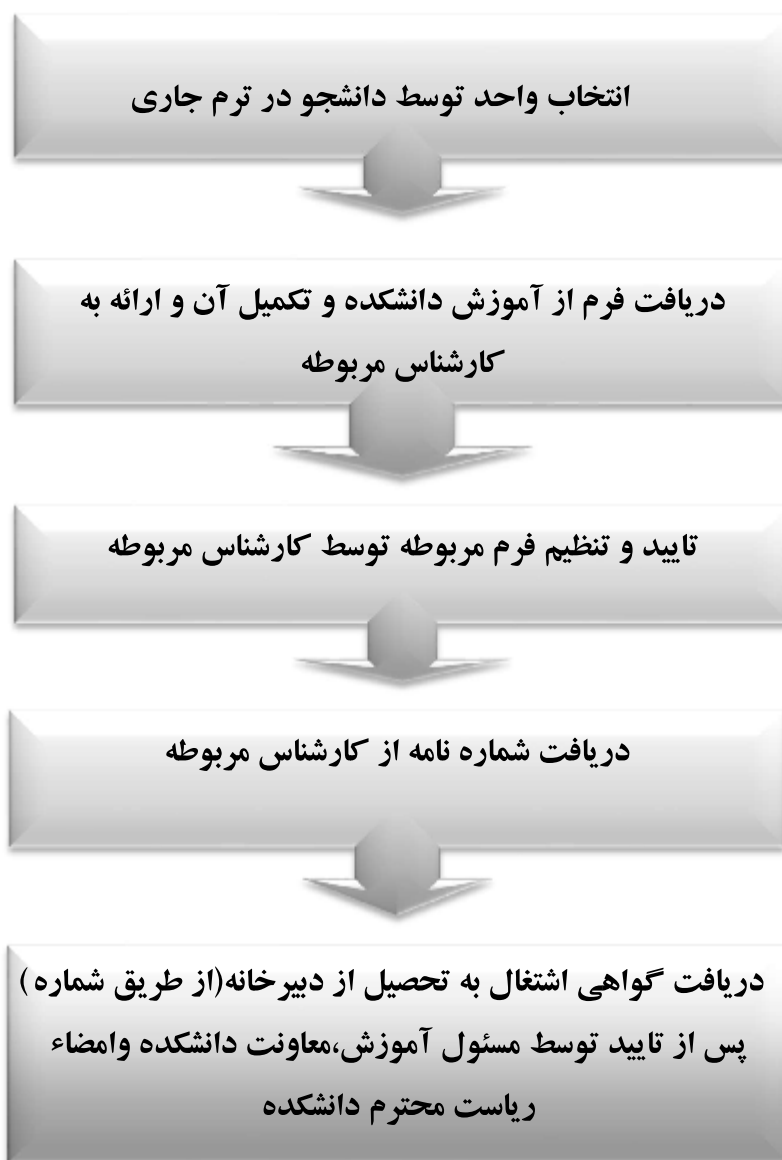 انتخاب واحد توسط دانشجو در ترم جاری
دریافت فرم از آموزش دانشکده و تکمیل آن و ارائه به
کارشناس مربوطه
تایید و تنظیم فرم مربوطه توسط کارشناس مربوطه
دریافت شماره نامه از کارشناس مربوطه
دریافت گواهی اشتغال به تحصیل از دبیرخانه(از طریق شماره)
پس از تایید توسط مسئول آموزش،معاونت دانشکده وامضاء
ریاست محترم دانشکده